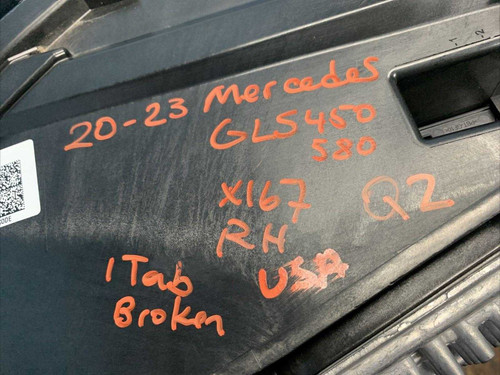 20-23 Mercedes
GLS450
580
X167
Q2
RH
USA
1 Tab
Broken